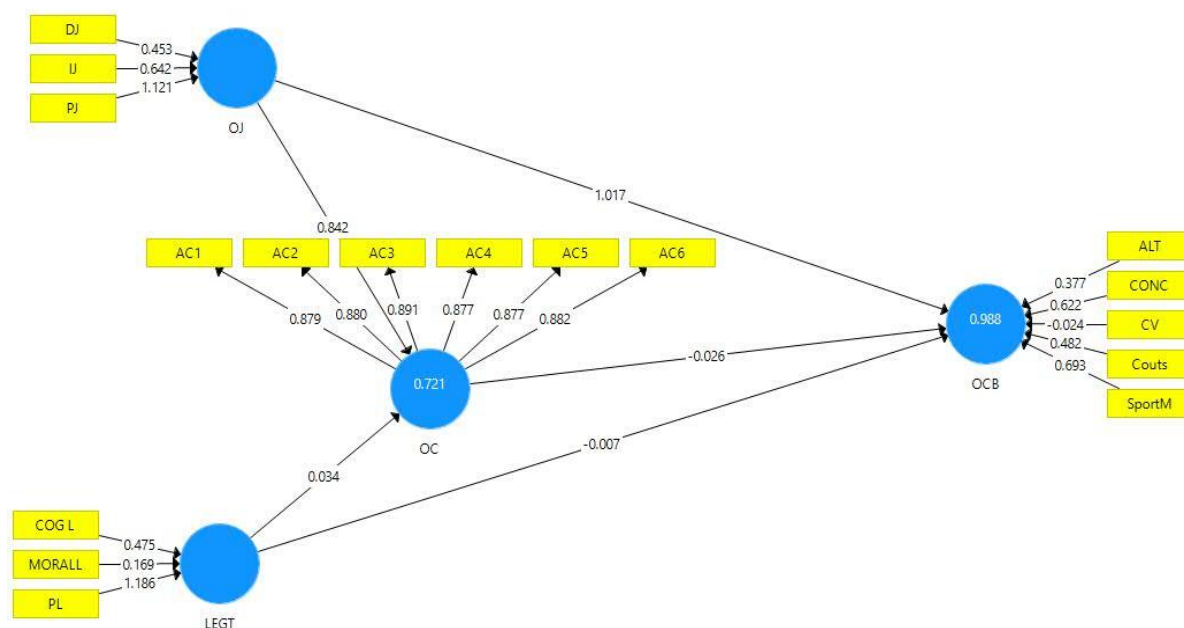 DJ
0.453
IJ
0.642
PJ
1.121
OJ
1.017
0.842
AC1
AC2
AC3
AC4
AC5
AC6
0.879
0.880
0.891
0.877
0.877
0.882
0.721
OC
-0.026
0.988
OCB
ALT
0.377
CONC
0.622
CV
-0.024
Couts
0.482
SportM
0.693
0.034
-0.007
COG L
0.475
MORALL
0.169
PL
1.186
LEGT